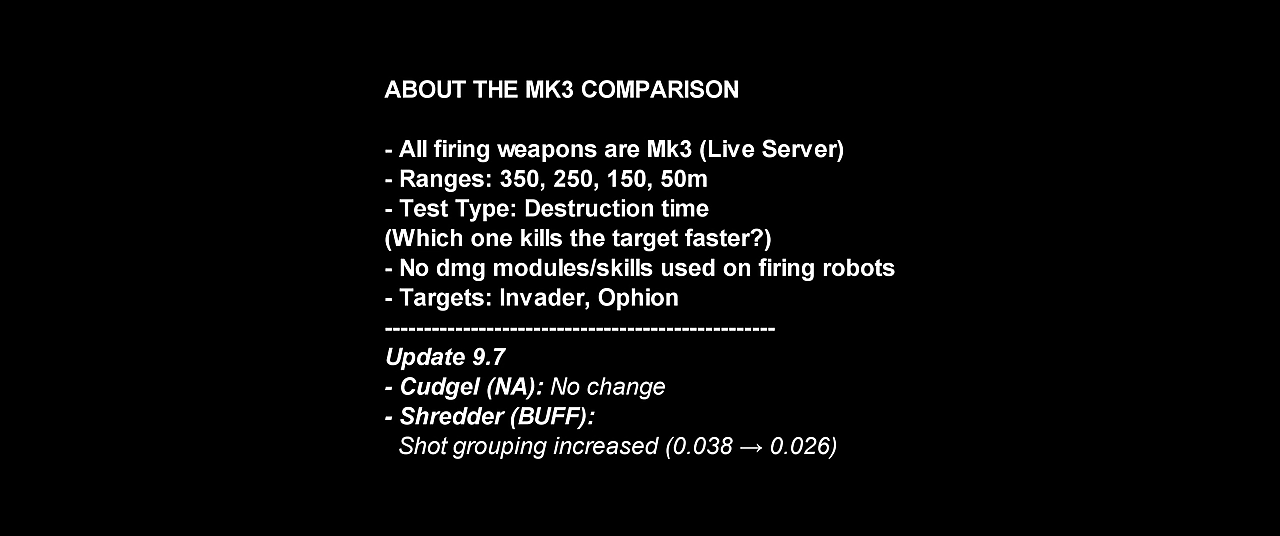 ABOUT THE MK3 COMPARISON
- All firing weapons are Mk3 (Live Server)
- Ranges: 350, 250, 150, 50m
- Test Type: Destruction time
(Which one kills the target faster?)
- No dmg modules/skills used on firing robots
- Targets: Invader, Ophion
--------------------------------------------------
Update 9.7
- Cudgel (NA): No change
- Shredder (BUFF):
Shot grouping increased (0.038 → 0.026)